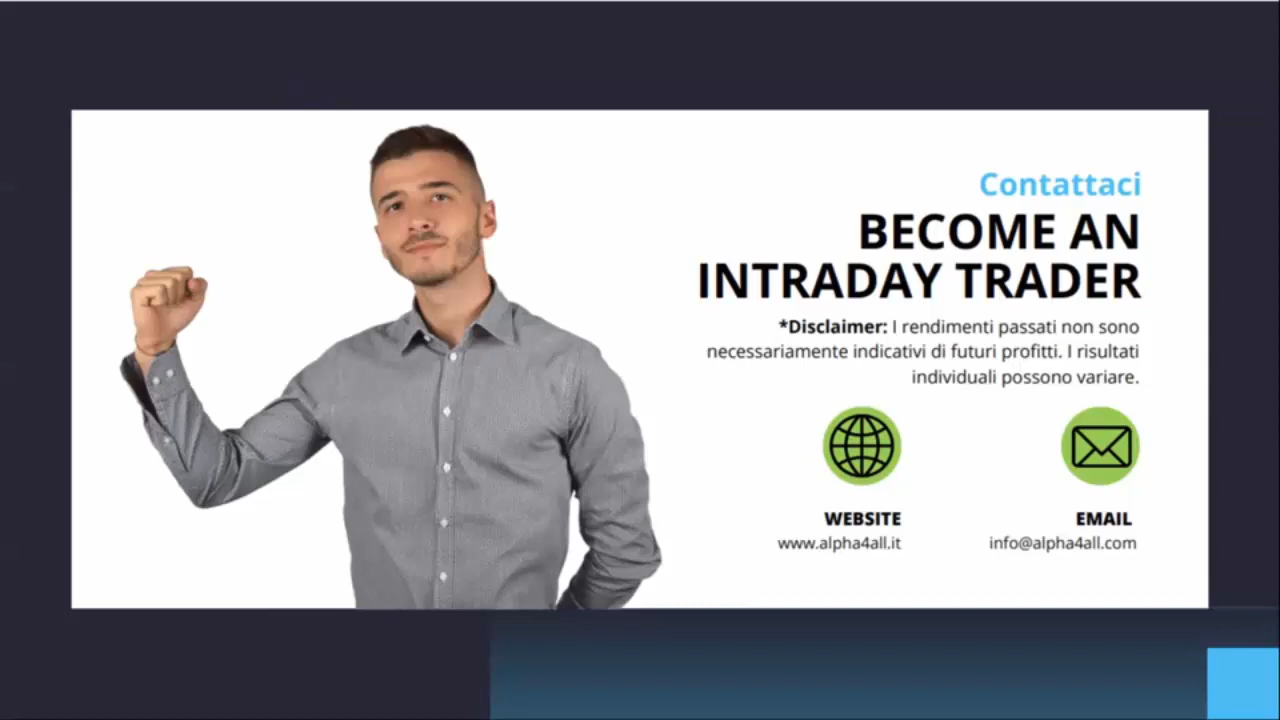 Contattaci
BECOME AN
INTRADAY TRADER
*Disclaimer: I rendimenti passati non sono
necessariamente indicativi di futuri profitti. I risultati
individuali possono variare.
WEBSITE
www.alpha4all.it
EMAIL
info@alpha4all.com